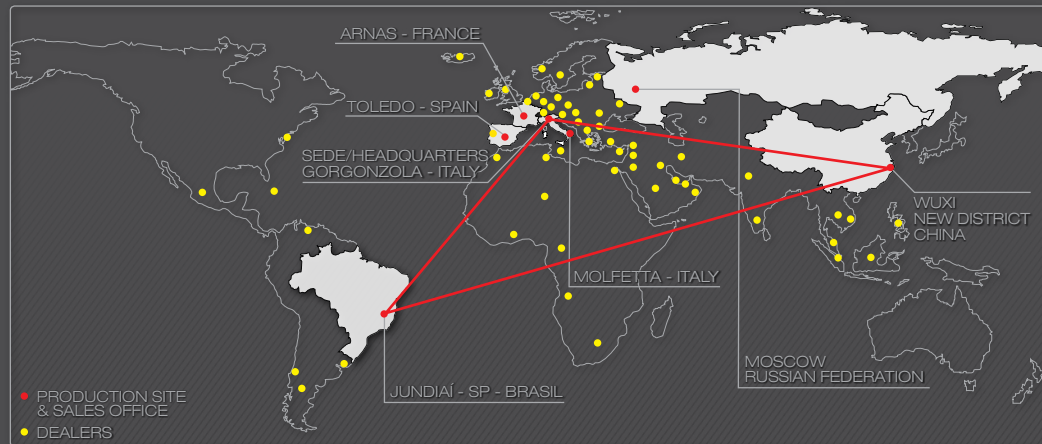 ARNAS - FRANCE
TOLEDO - SPAIN
SEDE/HEADQUARTERS
GORGONZOLA - ITALY
WUXI
NEW DISTRICT
CHINA
MOLFETTA - ITALY
MOSCOW
RUSSIAN FEDERATION
JUNDIAÍ - SP - BRASIL
PRODUCTION SITE
& SALES OFFICE
DEALERS